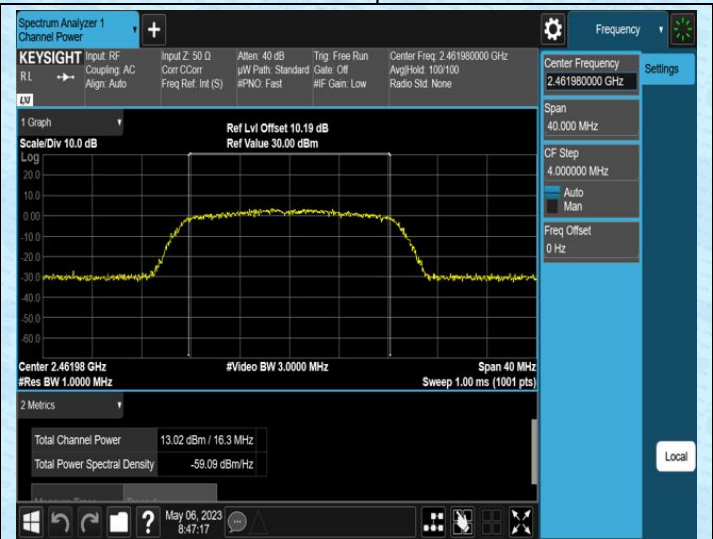 Spectrum Analyzer 1
Channel Power
+
Frequency
KEYSIGHT
RL
Input: RF
Coupling: AC
Align: Auto
Input Z: 50 Ω
Corr CCorr
Freq Ref: Int (S)
Atten: 40 dB
µW Path: Standard
#PNO: Fast
Trig: Free Run
Gate: Off
#IF Gain: Low
Center Freq: 2.461980000 GHz
Avg|Hold: 100/100
Radio Std: None
LXI
Center Frequency
2.461980000 GHz
Settings
Span
40.000 MHz
CF Step
4.000000 MHz
Auto
Man
Freq Offset
0 Hz
1 Graph
Scale/Div 10.0 dB
Ref Lvl Offset 10.19 dB
Ref Value 30.00 dBm
Log
20.0
10.0
0.00
-10.0
-20.0
-30.0
-40.0
-50.0
-60.0
Center 2.46198 GHz
#Res BW 1.0000 MHz
#Video BW 3.0000 MHz
Span 40 MHz
Sweep 1.00 ms (1001 pts)
2 Metrics
Total Channel Power 13.02 dBm / 16.3 MHz
Total Power Spectral Density -59.09 dBm/Hz
Local
?
May 06, 2023
8:47:17